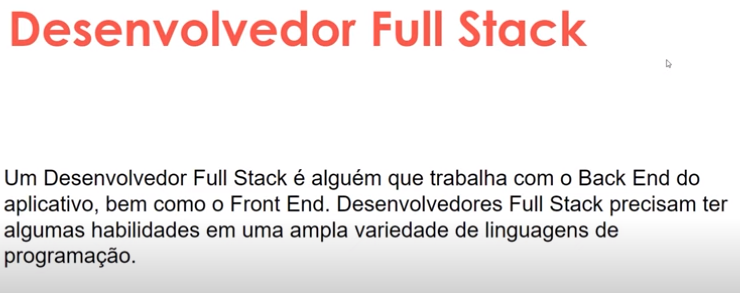 Desenvolvedor Full Stack
Um Desenvolvedor Full Stack é alguém que trabalha com o Back End do
aplicativo, bem como o Front End. Desenvolvedores Full Stack precisam ter
algumas habilidades em uma ampla variedade de linguagens de
programação.